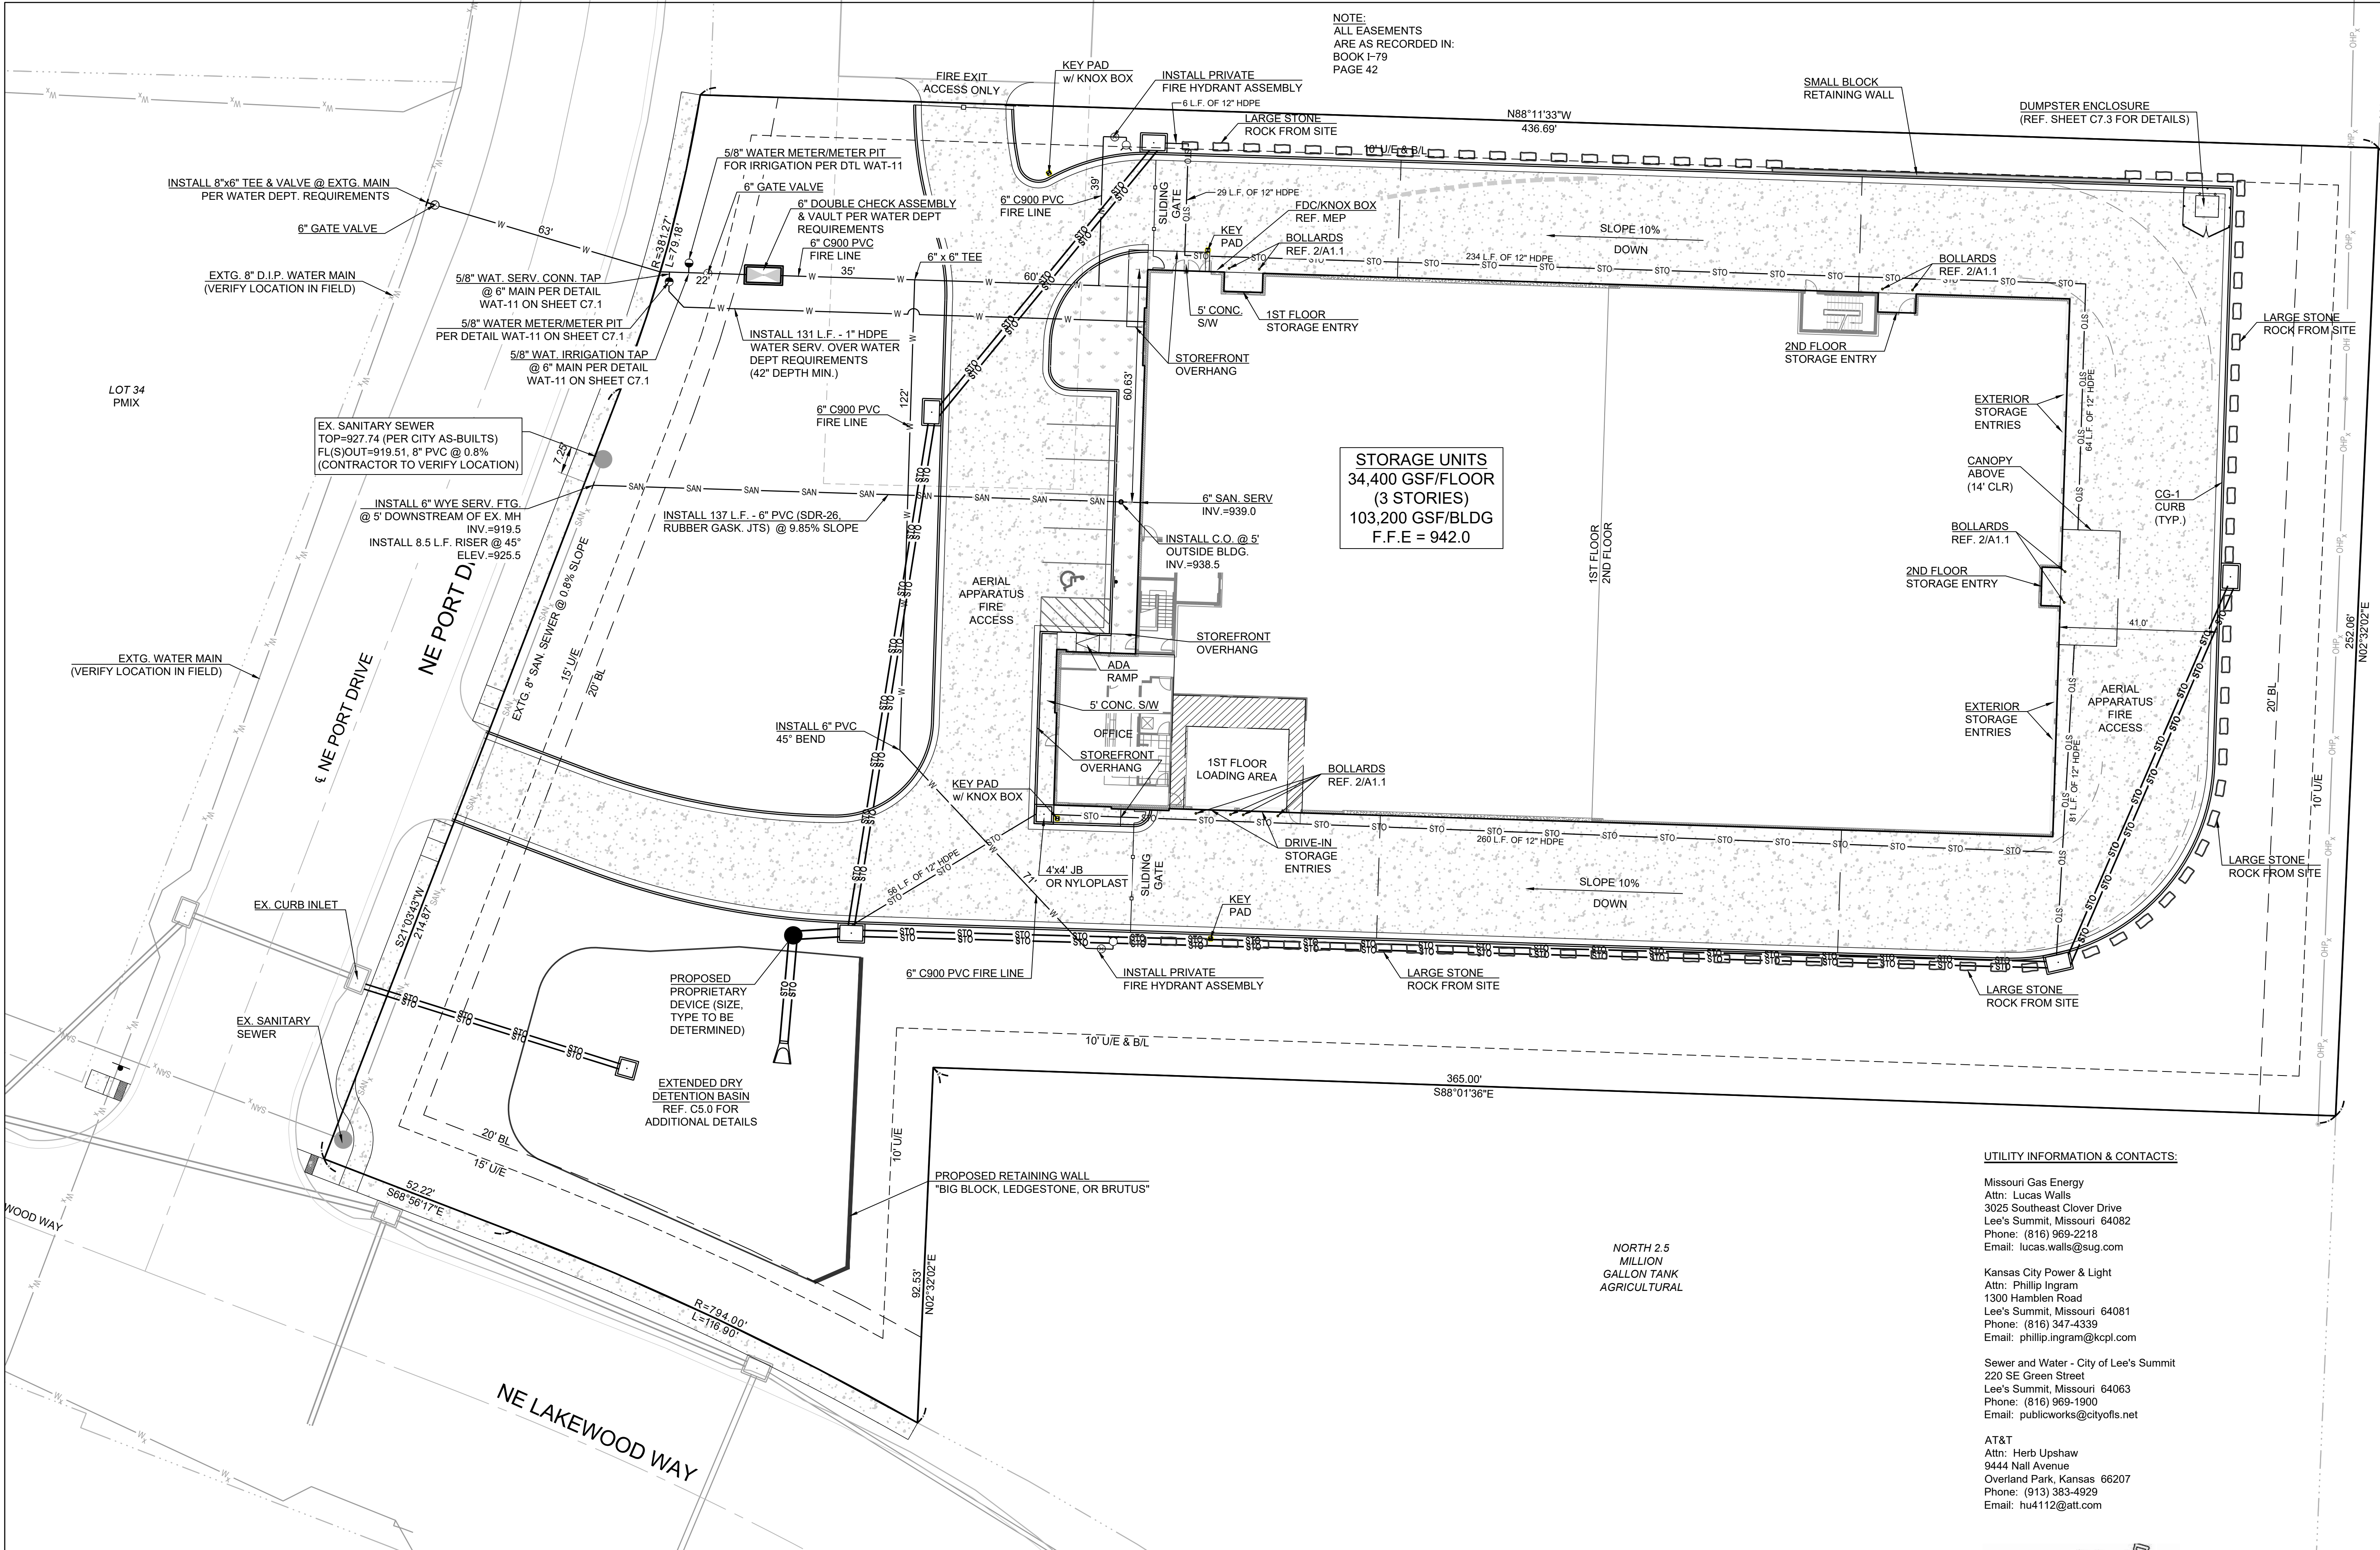 NOTE:
ALL EASEMENTS
ARE AS RECORDED IN:
BOOK I-79
PAGE 42
FIRE EXIT
ACCESS ONLY
KEY PAD
w/ KNOX BOX
INSTALL PRIVATE
FIRE HYDRANT ASSEMBLY
6 L.F. OF 12" HDPE
LARGE STONE
ROCK FROM SITE
N88°11'33"W
436.69'
10' U/E & B/L
SMALL BLOCK
RETAINING WALL
DUMPSTER ENCLOSURE
(REF. SHEET C7.3 FOR DETAILS)
INSTALL 8"x6" TEE & VALVE @ EXTG. MAIN
PER WATER DEPT. REQUIREMENTS
6" GATE VALVE
63'
EXTG. 8" D.I.P. WATER MAIN
(VERIFY LOCATION IN FIELD)
R=381.27'
L=79.18'
5/8" WATER METER/METER PIT
FOR IRRIGATION PER DTL WAT-11
6" GATE VALVE
6" DOUBLE CHECK ASSEMBLY
& VAULT PER WATER DEPT
REQUIREMENTS
6" C900 PVC
FIRE LINE
22'
35'
60'
6" x 6" TEE
6" C900 PVC
FIRE LINE
39'
SLIDING
GATE
29 L.F. OF 12" HDPE
FDC/KNOX BOX
REF. MEP
KEY
PAD
BOLLARDS
REF. 2/A1.1
234 L.F. OF 12" HDPE
SLOPE 10%
DOWN
BOLLARDS
REF. 2/A1.1
5/8" WAT. SERV. CONN. TAP
@ 6" MAIN PER DETAIL
WAT-11 ON SHEET C7.1
5/8" WATER METER/METER PIT
PER DETAIL WAT-11 ON SHEET C7.1
5/8" WAT. IRRIGATION TAP
@ 6" MAIN PER DETAIL
WAT-11 ON SHEET C7.1
INSTALL 131 L.F. - 1" HDPE
WATER SERV. OVER WATER
DEPT REQUIREMENTS
(42" DEPTH MIN.)
5' CONC.
S/W
1ST FLOOR
STORAGE ENTRY
STOREFRONT
OVERHANG
2ND FLOOR
STORAGE ENTRY
LARGE STONE
ROCK FROM SITE
LOT 34
PMIX
6" C900 PVC
FIRE LINE
122'
60.63'
EX. SANITARY SEWER
TOP=927.74 (PER CITY AS-BUILTS)
FL(S)OUT=919.51, 8" PVC @ 0.8%
(CONTRACTOR TO VERIFY LOCATION)
7.25'
INSTALL 6" WYE SERV. FTG.
@ 5' DOWNSTREAM OF EX. MH
INV.=919.5
INSTALL 8.5 L.F. RISER @ 45°
ELEV.=925.5
INSTALL 137 L.F. - 6" PVC (SDR-26,
RUBBER GASK. JTS) @ 9.85% SLOPE
6" SAN. SERV
INV.=939.0
INSTALL C.O. @ 5'
OUTSIDE BLDG.
INV.=938.5
STORAGE UNITS
34,400 GSF/FLOOR
(3 STORIES)
103,200 GSF/BLDG
F.F.E = 942.0
1ST FLOOR
2ND FLOOR
EXTERIOR
STORAGE
ENTRIES
64 L.F. OF 12" HDPE
CANOPY
ABOVE
(14' CLR)
CG-1
CURB
(TYP.)
BOLLARDS
REF. 2/A1.1
2ND FLOOR
STORAGE ENTRY
41.0'
252.06'
N02°32'02"E
NE PORT D
EXTG. 8" SAN. SEWER @ 0.8% SLOPE
15' U/E
20' BL
AERIAL
APPARATUS
FIRE
ACCESS
STOREFRONT
OVERHANG
ADA
RAMP
5' CONC. S/W
OFFICE
STOREFRONT
OVERHANG
EXTG. WATER MAIN
(VERIFY LOCATION IN FIELD)
℄ NE PORT DRIVE
INSTALL 6" PVC
45° BEND
KEY PAD
w/ KNOX BOX
1ST FLOOR
LOADING AREA
BOLLARDS
REF. 2/A1.1
EXTERIOR
STORAGE
ENTRIES
AERIAL
APPARATUS
FIRE
ACCESS
81 L.F. OF 12" HDPE
20' BL
10' U/E
DRIVE-IN
STORAGE
ENTRIES
260 L.F. OF 12" HDPE
SLOPE 10%
DOWN
LARGE STONE
ROCK FROM SITE
56 L.F. OF 12" HDPE
4'x4' JB
OR NYLOPLAST
71'
SLIDING
GATE
KEY
PAD
EX. CURB INLET
S21°03'43"W
214.87'
EX. SANITARY
SEWER
PROPOSED
PROPRIETARY
DEVICE (SIZE,
TYPE TO BE
DETERMINED)
6" C900 PVC FIRE LINE
INSTALL PRIVATE
FIRE HYDRANT ASSEMBLY
LARGE STONE
ROCK FROM SITE
LARGE STONE
ROCK FROM SITE
10' U/E & B/L
365.00'
S88°01'36"E
EXTENDED DRY
DETENTION BASIN
REF. C5.0 FOR
ADDITIONAL DETAILS
20' BL
15' U/E
10' U/E
PROPOSED RETAINING WALL
"BIG BLOCK, LEDGESTONE, OR BRUTUS"
52.22'
S68°56'17"E
WOOD WAY
92.53'
N02°32'02"E
R=794.00'
L=116.90'
NE LAKEWOOD WAY
NORTH 2.5
MILLION
GALLON TANK
AGRICULTURAL
UTILITY INFORMATION & CONTACTS:
Missouri Gas Energy
Attn: Lucas Walls
3025 Southeast Clover Drive
Lee's Summit, Missouri 64082
Phone: (816) 969-2218
Email: lucas.walls@sug.com
Kansas City Power & Light
Attn: Phillip Ingram
1300 Hamblen Road
Lee's Summit, Missouri 64081
Phone: (816) 347-4339
Email: phillip.ingram@kcpl.com
Sewer and Water - City of Lee's Summit
220 SE Green Street
Lee's Summit, Missouri 64063
Phone: (816) 969-1900
Email: publicworks@cityofls.net
AT&T
Attn: Herb Upshaw
9444 Nall Avenue
Overland Park, Kansas 66207
Phone: (913) 383-4929
Email: hu4112@att.com